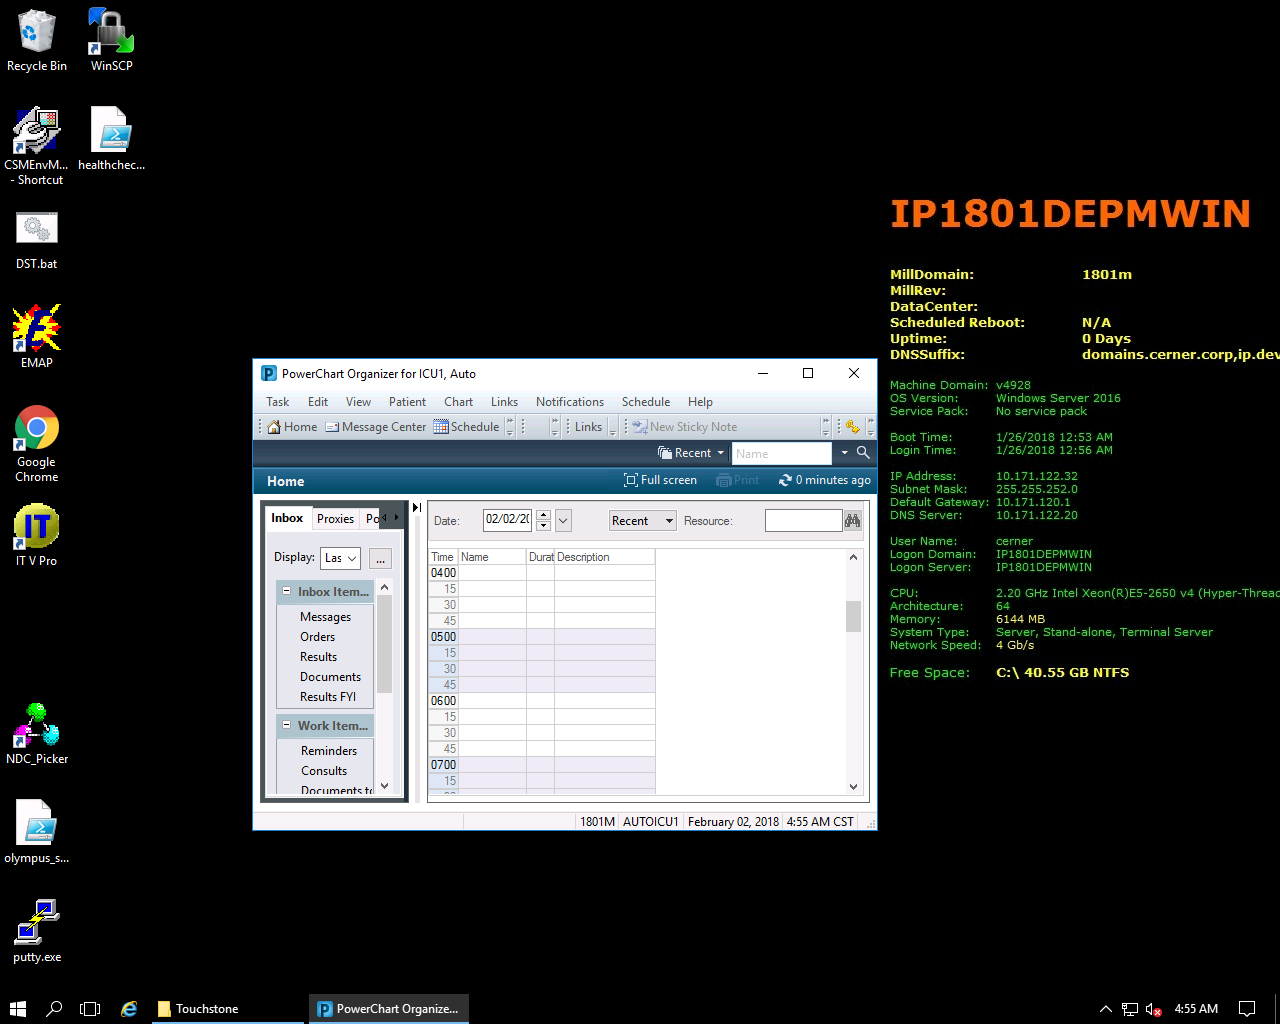 Recycle Bin
WinSCP
CSMEnvM...
- Shortcut
healthchec...
DST.bat
EMAP
Google
Chrome
IT V Pro
NDC_Picker
olympus_s...
putty.exe
IP1801DEPMWIN
MillDomain: 1801m
MillRev:
DataCenter:
Scheduled Reboot: N/A
Uptime: 0 Days
DNSSuffix: domains.cerner.corp,ip.dev
Machine Domain: v4928
OS Version: Windows Server 2016
Service Pack: No service pack
Boot Time: 1/26/2018 12:53 AM
Login Time: 1/26/2018 12:56 AM
IP Address: 10.171.122.32
Subnet Mask: 255.255.252.0
Default Gateway: 10.171.120.1
DNS Server: 10.171.122.20
User Name: cerner
Logon Domain: IP1801DEPMWIN
Logon Server: IP1801DEPMWIN
CPU: 2.20 GHz Intel Xeon(R)E5-2650 v4 (Hyper-Thread
Architecture: 64
Memory: 6144 MB
System Type: Server, Stand-alone, Terminal Server
Network Speed: 4 Gb/s
Free Space: C:\ 40.55 GB NTFS
PowerChart Organizer for ICU1, Auto
Task Edit View Patient Chart Links Notifications Schedule Help
Home Message Center Schedule Links New Sticky Note
Recent Name
Home Full screen Print 0 minutes ago
Inbox Proxies Po
Display: Las ...
Inbox Item...
Messages
Orders
Results
Documents
Results FYI
Work Item...
Reminders
Consults
Documents to
Date: 02/02/20 Recent Resource:
Time Name Durat Description
0400
15
30
45
0500
15
30
45
0600
15
30
45
0700
15
1801M AUTOICU1 February 02, 2018 4:55 AM CST
Touchstone
PowerChart Organize...
4:55 AM